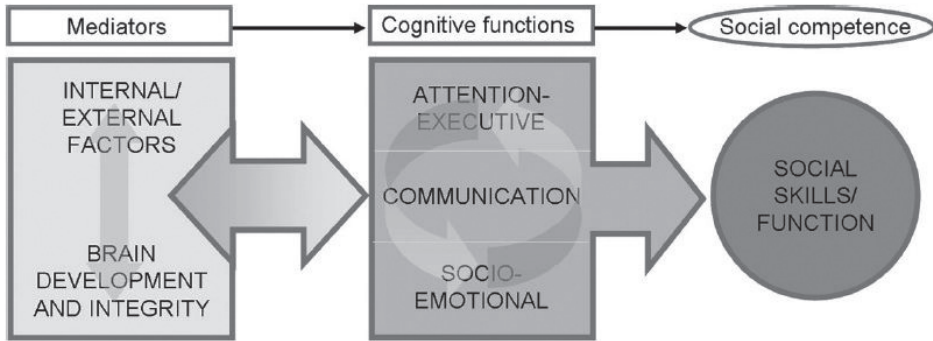 Mediators
Cognitive functions
Social competence
INTERNAL/
EXTERNAL
FACTORS
BRAIN
DEVELOPMENT
AND INTEGRITY
ATTENTION-
EXECUTIVE
COMMUNICATION
SOCIO-
EMOTIONAL
SOCIAL
SKILLS/
FUNCTION